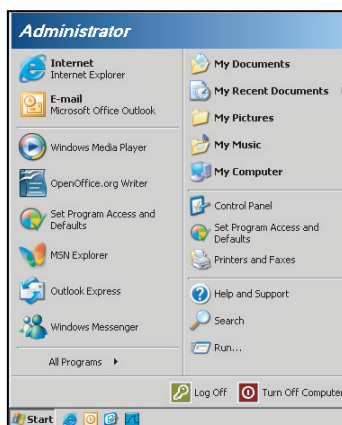 Administrator
Internet
Internet Explorer
E-mail
Microsoft Office Outlook
Windows Media Player
OpenOffice.org Writer
Set Program Access and
Defaults
MSN Explorer
Outlook Express
Windows Messenger
All Programs
My Documents
My Recent Documents
My Pictures
My Music
My Computer
Control Panel
Set Program Access and
Defaults
Printers and Faxes
Help and Support
Search
Run...
Log Off
Turn Off Computer
Start